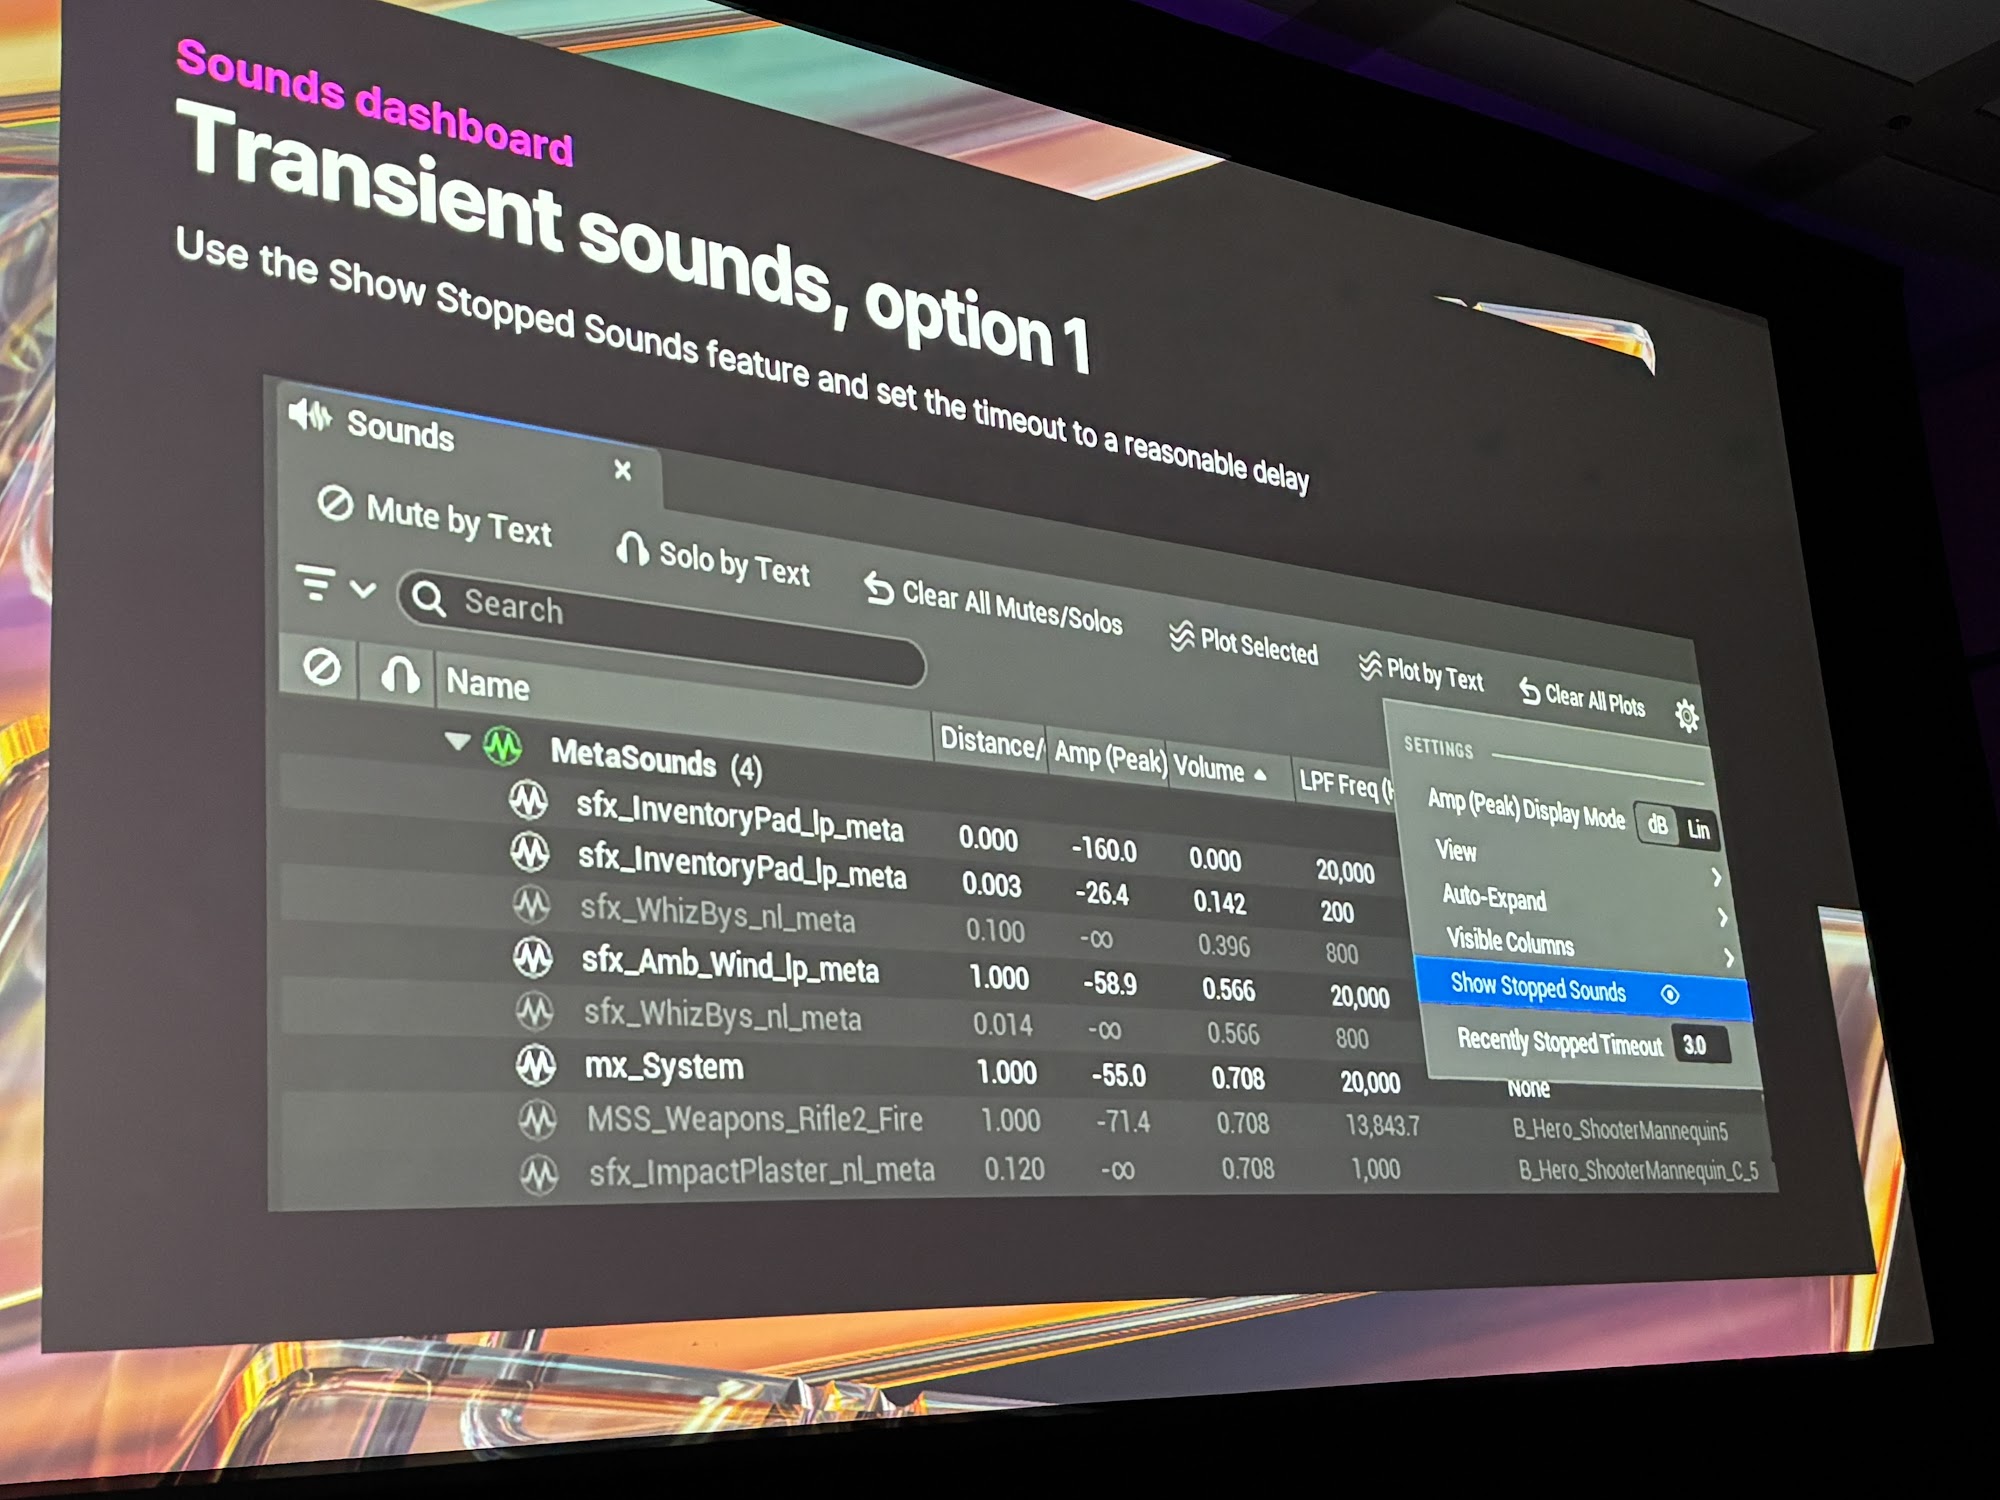 Sounds dashboard
Transient sounds, option 1
Use the Show Stopped Sounds feature and set the timeout to a reasonable delay
Sounds
Mute by Text Solo by Text Clear All Mutes/Solos Plot Selected Plot by Text Clear All Plots
Search
Name Distance/ Amp (Peak) Volume LPF Freq (H
SETTINGS
Amp (Peak) Display Mode dB Lin
View
Auto-Expand
Visible Columns
Show Stopped Sounds
Recently Stopped Timeout 3.0
MetaSounds (4)
sfx_InventoryPad_lp_meta 0.000 -160.0 0.000 20,000
sfx_InventoryPad_lp_meta 0.003 -26.4 0.142 200
sfx_WhizBys_nl_meta 0.100 -∞ 0.396 800
sfx_Amb_Wind_lp_meta 1.000 -58.9 0.566 20,000
sfx_WhizBys_nl_meta 0.014 -∞ 0.566 800
mx_System 1.000 -55.0 0.708 20,000 None
MSS_Weapons_Rifle2_Fire 1.000 -71.4 0.708 13,843.7 B_Hero_ShooterMannequin5
sfx_ImpactPlaster_nl_meta 0.120 -∞ 0.708 1,000 B_Hero_ShooterMannequin_C_5